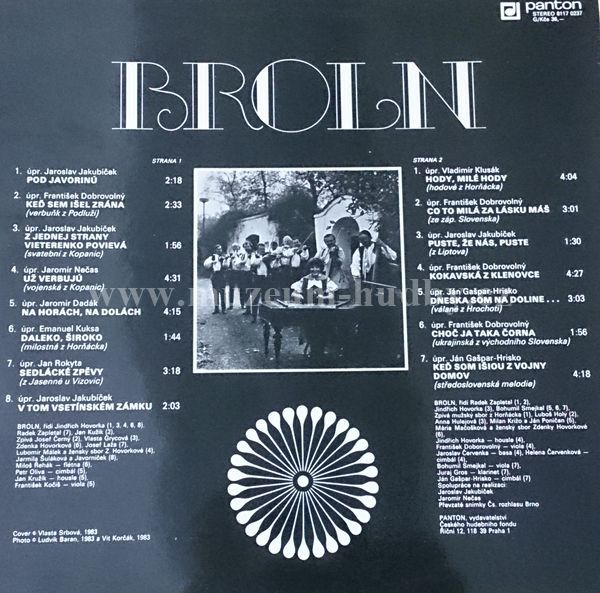 panton
STEREO 8117 0237
G/Kčs 36,–
BROLN
STRANA 1
1. úpr. Jaroslav Jakubíček
POD JAVORINŮ 2:18
2. úpr. František Dobrovolný
KEĎ SEM IŠEL ZRÁNA 2:33
(verbuňk z Podluží)
3. úpr. Jaroslav Jakubíček
Z JEDNEJ STRANY
VIETERENKO POVIEVÁ 1:56
(svatební z Kopanic)
4. úpr. Jaromír Nečas
UŽ VERBUJÚ 4:31
(vojenská z Kopanic)
5. úpr. Jaromír Dadák
NA HORÁCH, NA DOLÁCH 4:15
6. úpr. Emanuel Kuksa
DALEKO, ŠIROKO 1:44
(milostná z Horňácka)
7. úpr. Jan Rokyta
SEDLÁCKÉ ZPĚVY 3:18
(z Jasenné u Vizovic)
8. úpr. Jaroslav Jakubíček
V TOM VSETÍNSKÉM ZÁMKU 2:03
BROLN, řídí Jindřich Hovorka (1, 3, 4, 6, 8),
Radek Zapletal (7), Jan Kužík (2),
Zpívá Josef Černý (2), Vlasta Grycová (3),
Zdenka Hovorková (6), Josef Laža (7),
Lubomír Málek a ženský sbor Z. Hovorkové (4),
Jarmila Šuláková a Javorníček (8),
Miloš Řehák — flétna (6),
Petr Oliva — cimbál (5),
Jan Kužík — housle (5),
František Kočiš — viola (5)
Cover © Vlasta Srbová, 1983
Photo © Ludvík Baran, 1983 a Vít Korčák, 1983
STRANA 2
1. úpr. Vladimír Klusák
HODY, MILÉ HODY 4:04
(hodové z Horňácka)
2. úpr. František Dobrovolný
CO TO MILÁ ZA LÁSKU MÁŠ 3:01
(ze záp. Slovenska)
3. úpr. Jaroslav Jakubíček
PUSTE, ŽE NÁS, PUSTE 1:30
(z Liptova)
4. úpr. František Dobrovolný
KOKAVSKÁ Z KLENOVCE 4:27
5. úpr. Ján Gašpar-Hrisko
DNESKA SOM NA DOLINE . . . 3:03
(válané z Hrochoti)
6. úpr. František Dobrovolný
CHOČ JA TAKA ČORNA 1:56
(ukrajinská z východního Slovenska)
7. úpr. Ján Gašpar-Hrisko
KEĎ SOM IŠIOU Z VOJNY
DOMOV 4:18
(středoslovenská melodie)
BROLN, řídí Radek Zapletal (1, 2),
Jindřich Hovorka (3), Bohumil Smejkal (5, 6, 7),
Zpívá mužský sbor z Horňácka (1), Luboš Holý (2),
Anna Hulejová (3), Milan Križo a Ján Poničan (5),
Mária Mačošková a ženský sbor Zdenky Hovorkové
(6),
Jindřich Hovorka — housle (4),
František Dobrovolný — viola (4),
Jaroslav Červenka — basa (4), Helena Červenková —
cimbál (4),
Bohumil Smejkal — viola (7),
Juraj Gros — klarinet (7),
Ján Gašpar-Hrisko — cimbál (7)
Spolupráce na realizaci:
Jaroslav Jakubíček
Jaromír Nečas
Převzaté snímky Čs. rozhlasu Brno
PANTON, vydavatelství
Českého hudebního fondu
Říční 12, 118 39 Praha 1